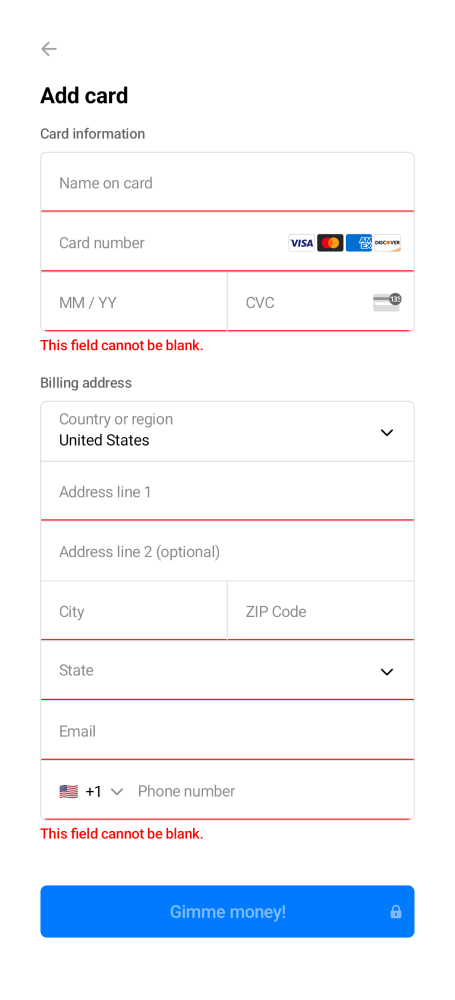 Add card
Card information
Name on card
Card number VISA AMEX DISCOVER
MM / YY CVC 135
This field cannot be blank.
Billing address
Country or region
United States
Address line 1
Address line 2 (optional)
City ZIP Code
State
Email
+1 Phone number
This field cannot be blank.
Gimme money!